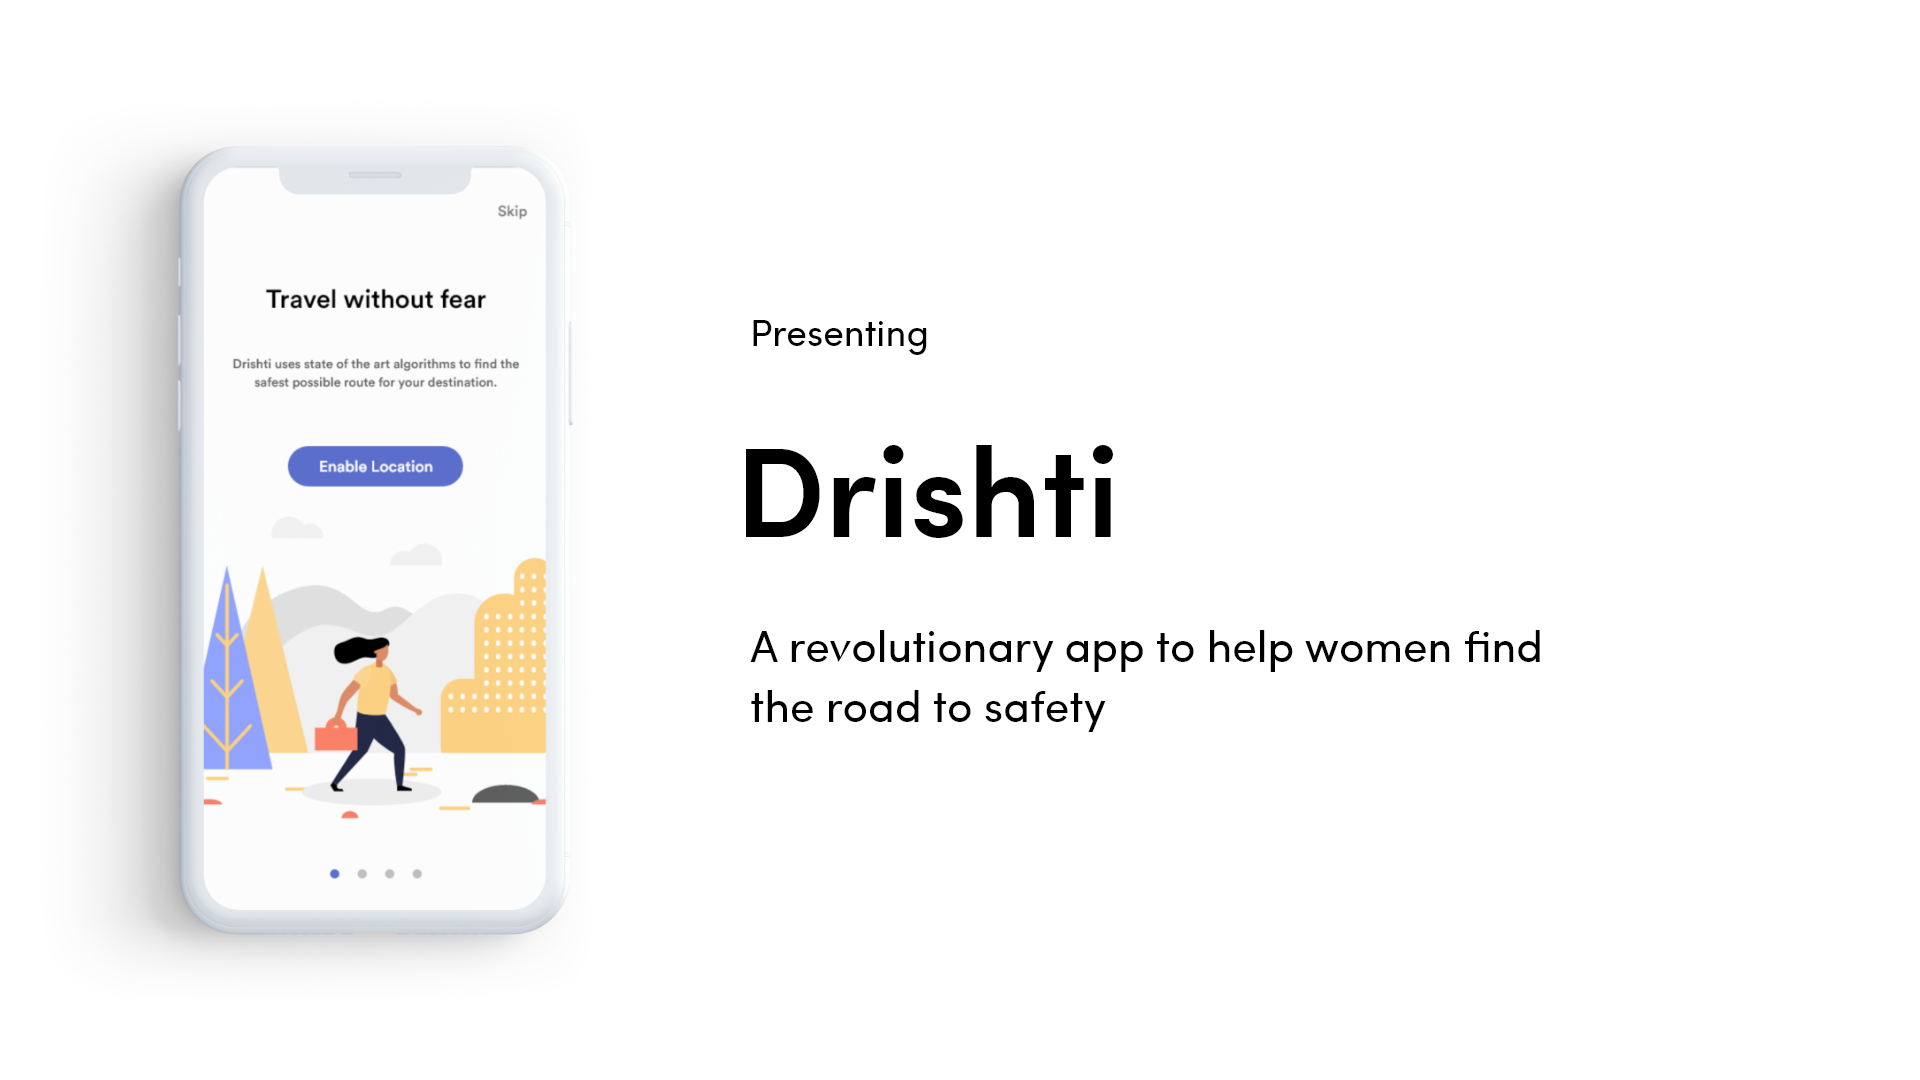 Skip
Travel without fear
Drishti uses state of the art algorithms to find the
safest possible route for your destination.
Enable Location
Presenting
Drishti
A revolutionary app to help women find
the road to safety